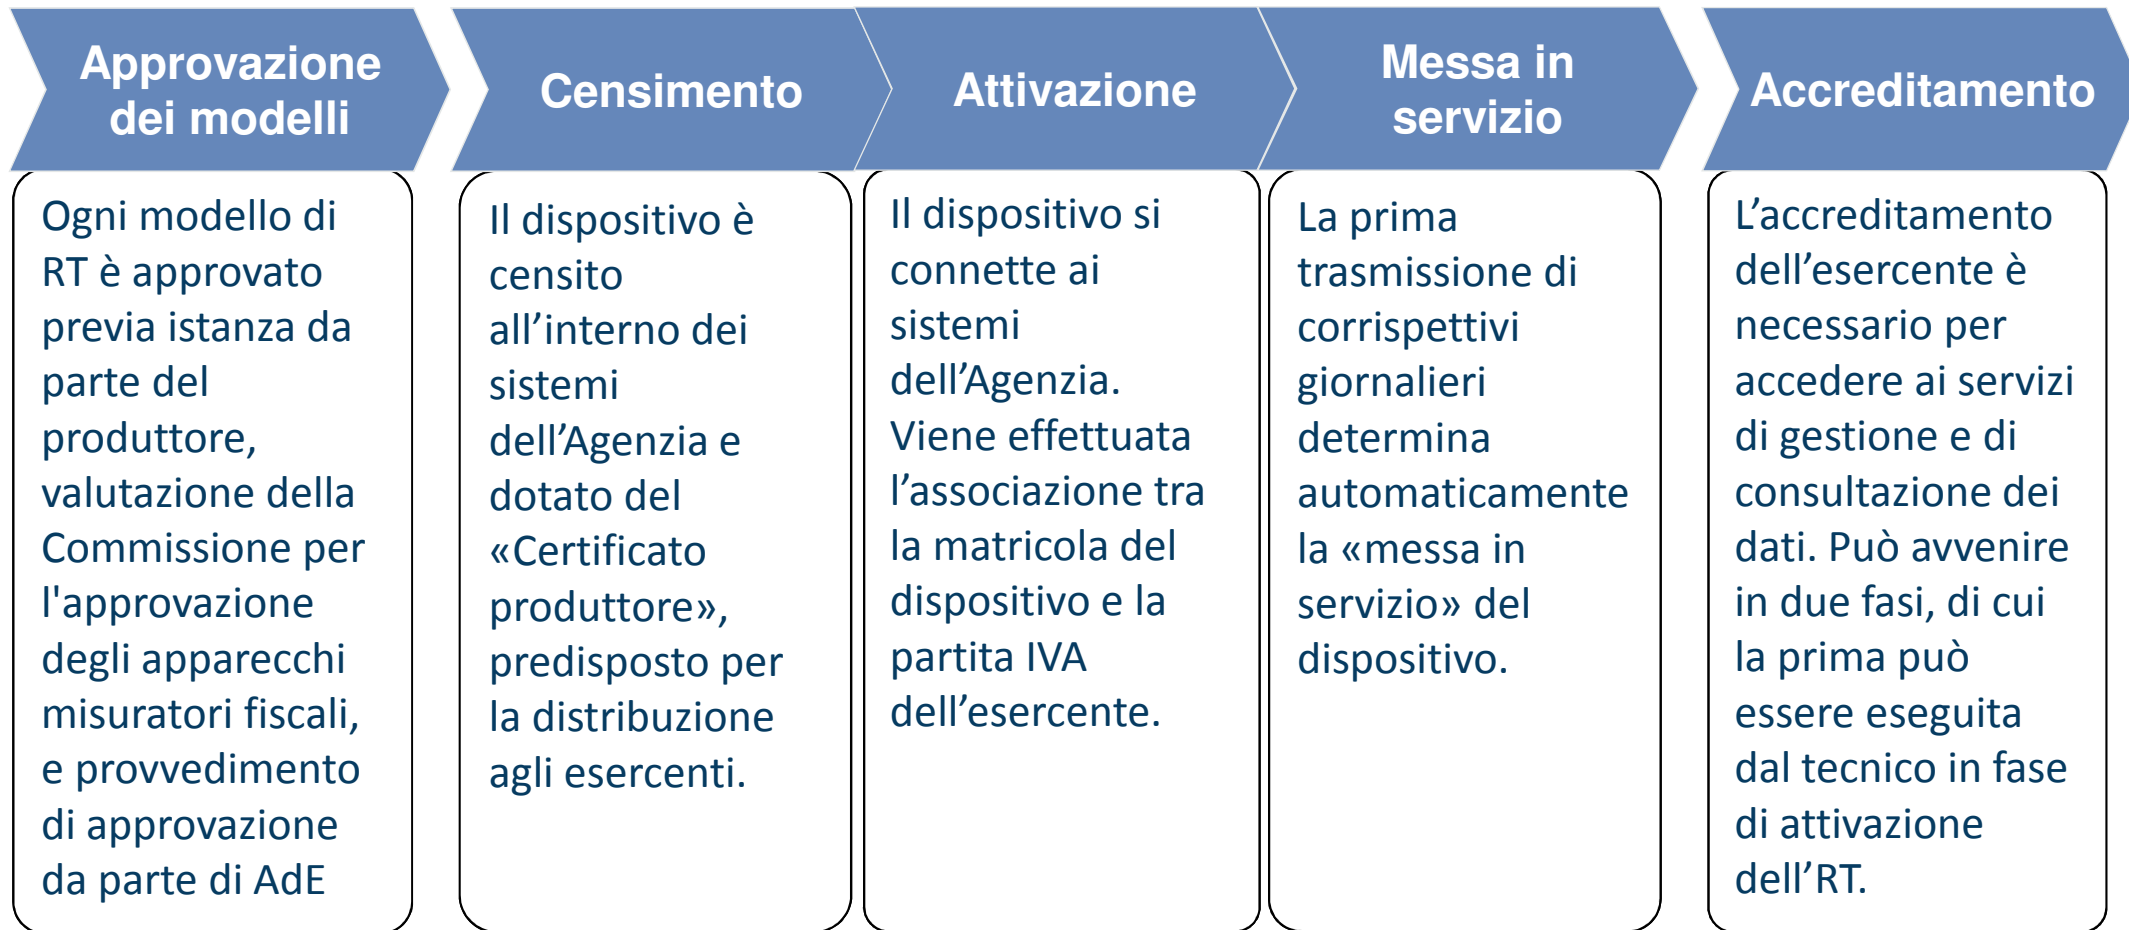 Approvazione
dei modelli
Ogni modello di
RT è approvato
previa istanza da
parte del
produttore,
valutazione della
Commissione per
l'approvazione
degli apparecchi
misuratori fiscali,
e provvedimento
di approvazione
da parte di AdE
Censimento
Il dispositivo è
censito
all’interno dei
sistemi
dell’Agenzia e
dotato del
«Certificato
produttore»,
predisposto per
la distribuzione
agli esercenti.
Attivazione
Il dispositivo si
connette ai
sistemi
dell’Agenzia.
Viene effettuata
l’associazione tra
la matricola del
dispositivo e la
partita IVA
dell’esercente.
Messa in
servizio
La prima
trasmissione di
corrispettivi
giornalieri
determina
automaticamente
la «messa in
servizio» del
dispositivo.
Accreditamento
L’accreditamento
dell’esercente è
necessario per
accedere ai servizi
di gestione e di
consultazione dei
dati. Può avvenire
in due fasi, di cui
la prima può
essere eseguita
dal tecnico in fase
di attivazione
dell’RT.